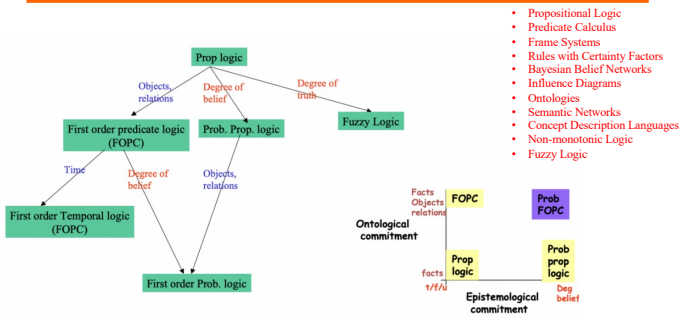 • Propositional Logic
• Predicate Calculus
• Frame Systems
• Rules with Certainty Factors
• Bayesian Belief Networks
• Influence Diagrams
• Ontologies
• Semantic Networks
• Concept Description Languages
• Non-monotonic Logic
• Fuzzy Logic
Prop logic
Objects,
relations
Degree of
belief
Degree of
truth
First order predicate logic
(FOPC)
Prob. Prop. logic
Fuzzy Logic
Time
Degree of
belief
Objects,
relations
First order Temporal logic
(FOPC)
First order Prob. logic
Facts
Objects
relations
FOPC
Prob
FOPC
Ontological
commitment
Prop
logic
Prob
prop
logic
facts
t/f/u
Deg
belief
Epistemological
commitment